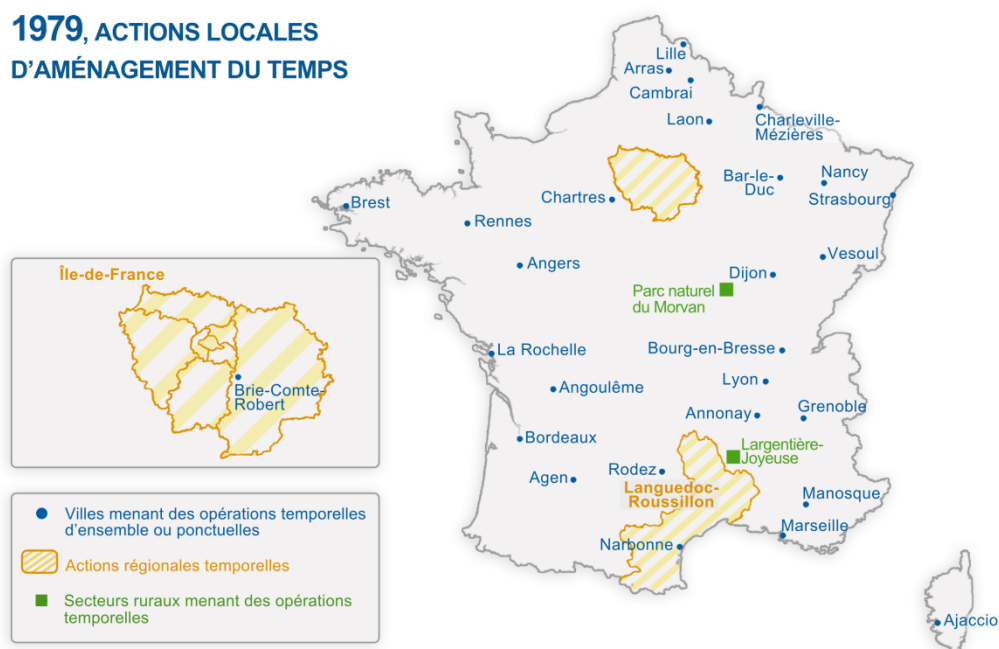 1979, ACTIONS LOCALES
D'AMÉNAGEMENT DU TEMPS
Lille
Arras
Cambrai
Laon
Charleville-
Mézières
Bar-le-
Duc
Nancy
Strasbourg
Chartres
Brest
Rennes
Angers
Vesoul
Dijon
Parc naturel
du Morvan
La Rochelle
Bourg-en-Bresse
Angoulême
Lyon
Annonay
Grenoble
Bordeaux
Largentière-
Joyeuse
Agen
Rodez
Languedoc-
Roussillon
Manosque
Marseille
Narbonne
Ajaccio
Île-de-France
Brie-Comte-
Robert
Villes menant des opérations temporelles
d'ensemble ou ponctuelles
Actions régionales temporelles
Secteurs ruraux menant des opérations
temporelles